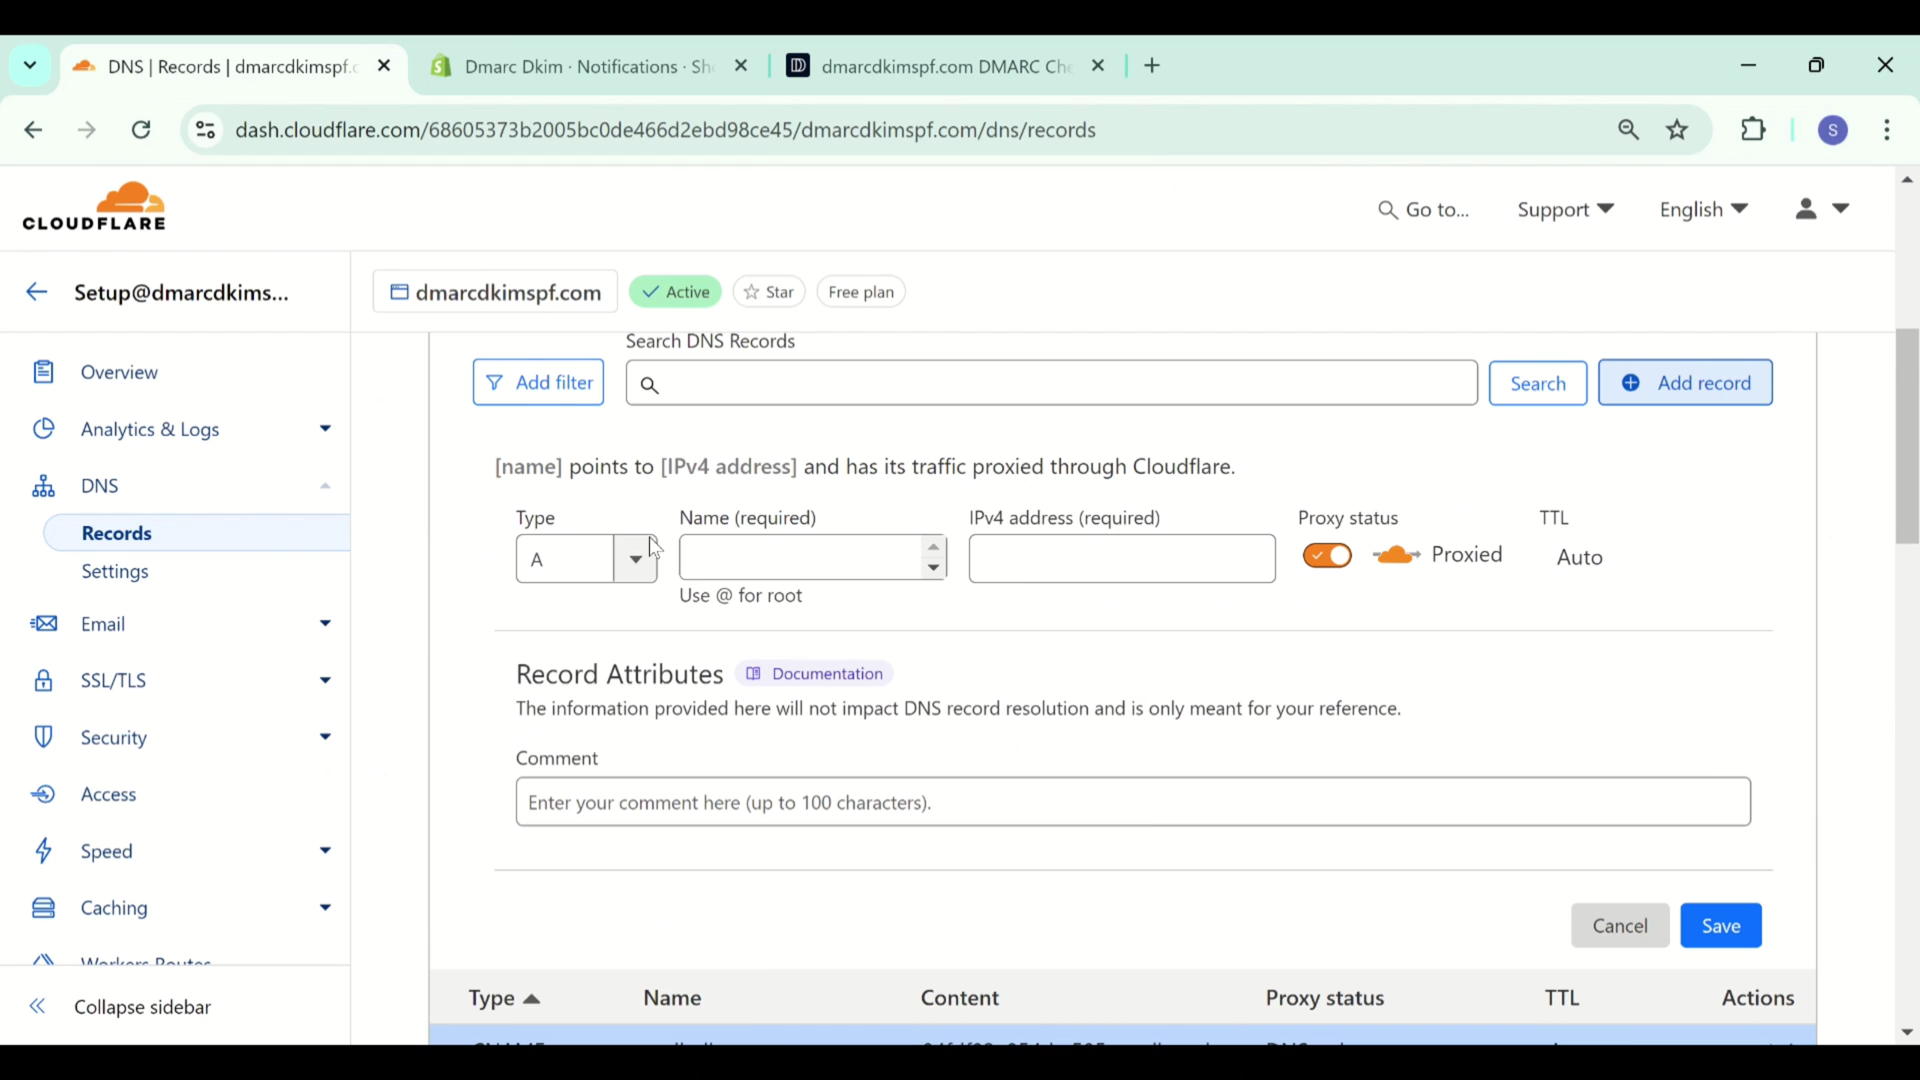 DNS | Records | dmarcdkimspf.c
Dmarc Dkim · Notifications · Sh
dmarcdkimspf.com DMARC Che
dash.cloudflare.com/68605373b2005bc0de466d2ebd98ce45/dmarcdkimspf.com/dns/records
S
CLOUDFLARE
Go to...
Support
English
Setup@dmarcdkims...
dmarcdkimspf.com
Active
Star
Free plan
Overview
Analytics & Logs
DNS
Records
Settings
Email
SSL/TLS
Security
Access
Speed
Caching
Workers Routes
Collapse sidebar
Search DNS Records
Add filter
Search
Add record
[name] points to [IPv4 address] and has its traffic proxied through Cloudflare.
Type
Name (required)
IPv4 address (required)
Proxy status
TTL
A
Proxied
Auto
Use @ for root
Record Attributes
Documentation
The information provided here will not impact DNS record resolution and is only meant for your reference.
Comment
Enter your comment here (up to 100 characters).
Cancel
Save
Type
Name
Content
Proxy status
TTL
Actions
CNAME